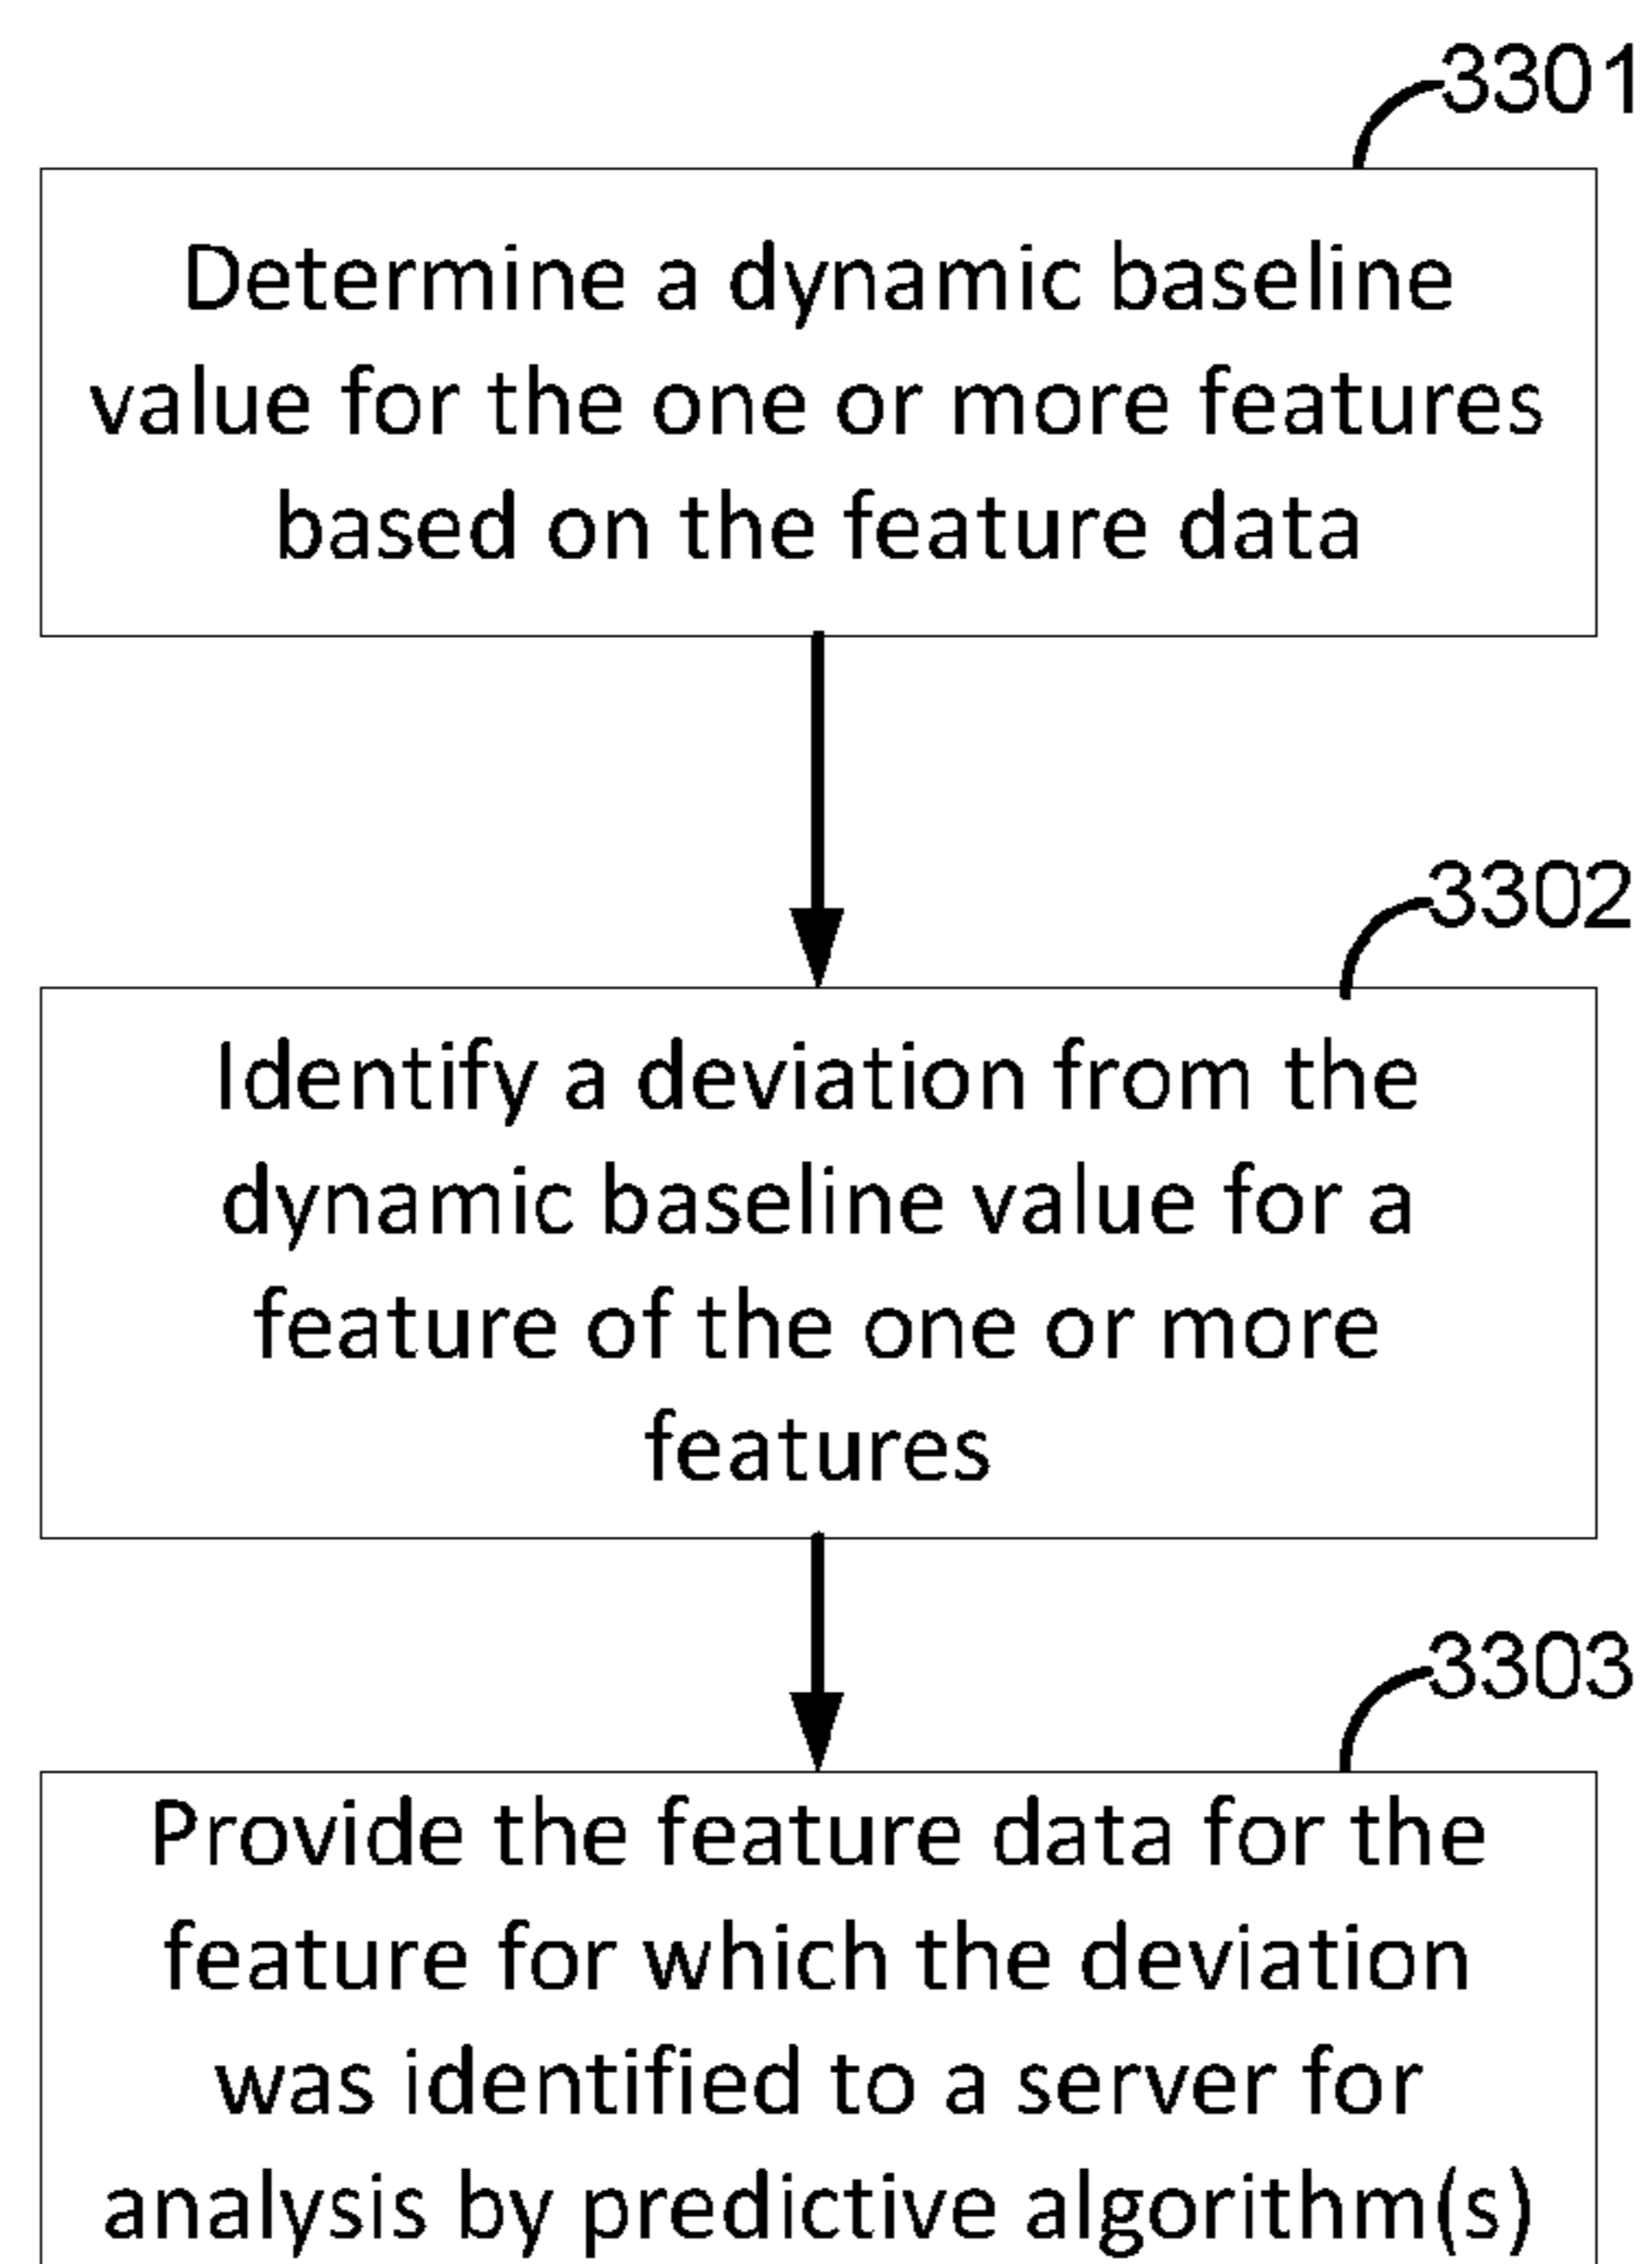 3301
Determine a dynamic baseline
value for the one or more features
based on the feature data
3302
Identify a deviation from the
dynamic baseline value for a
feature of the one or more
features
3303
Provide the feature data for the
feature for which the deviation
was identified to a server for
analysis by predictive algorithm(s)